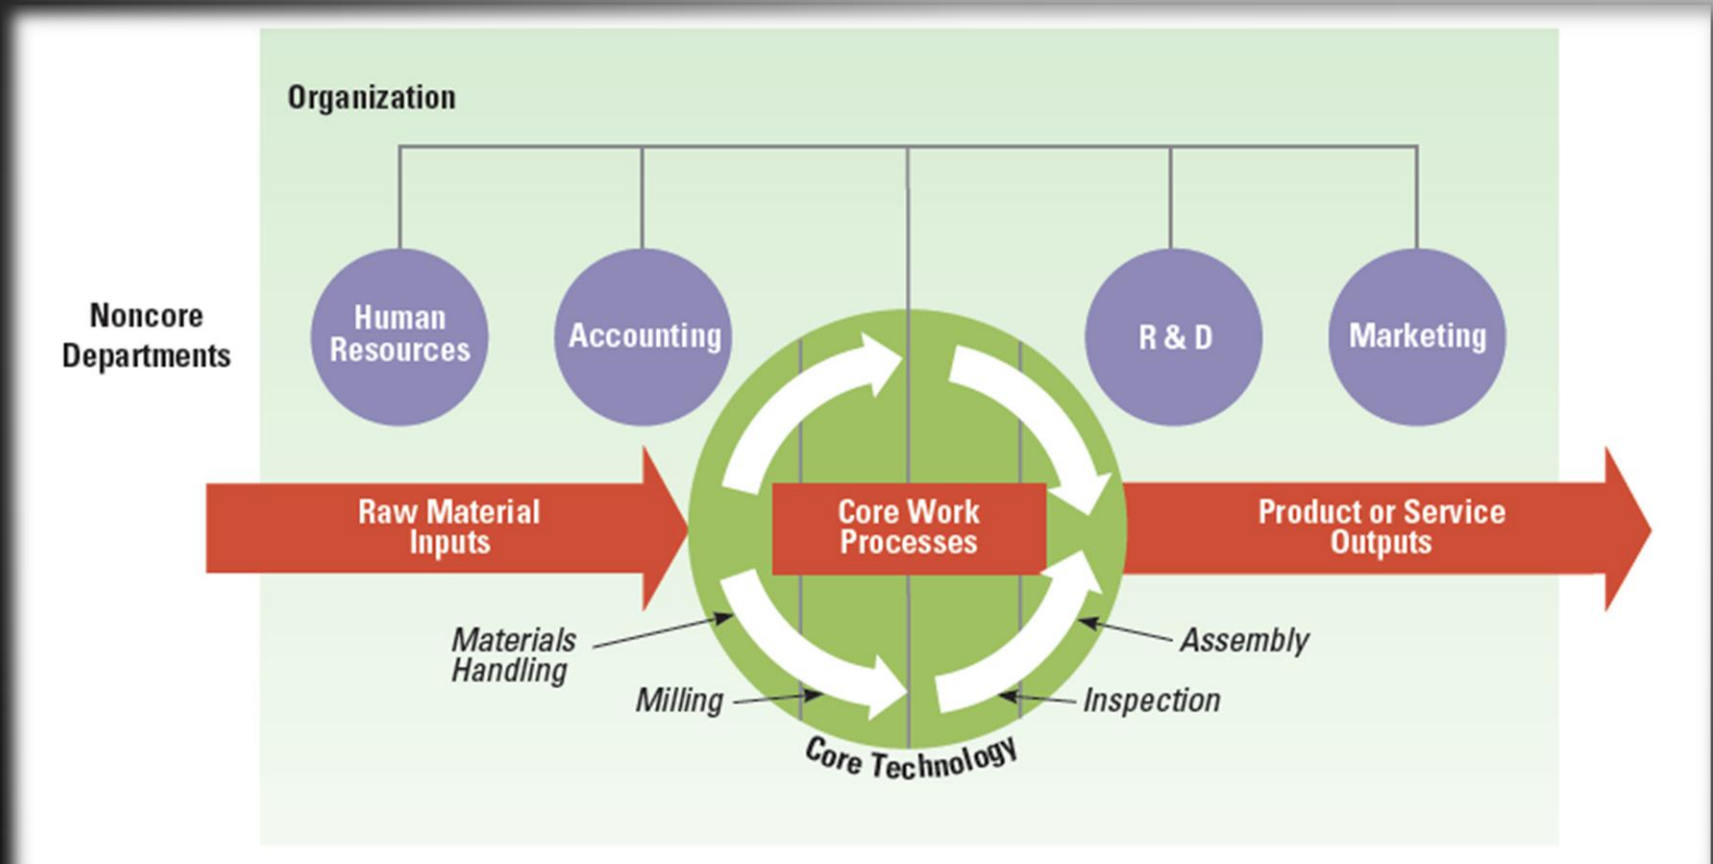 Organization
Noncore
Departments
Human
Resources
Accounting
R & D
Marketing
Raw Material
Inputs
Core Work
Processes
Product or Service
Outputs
Materials
Handling
Milling
Assembly
Inspection
Core Technology